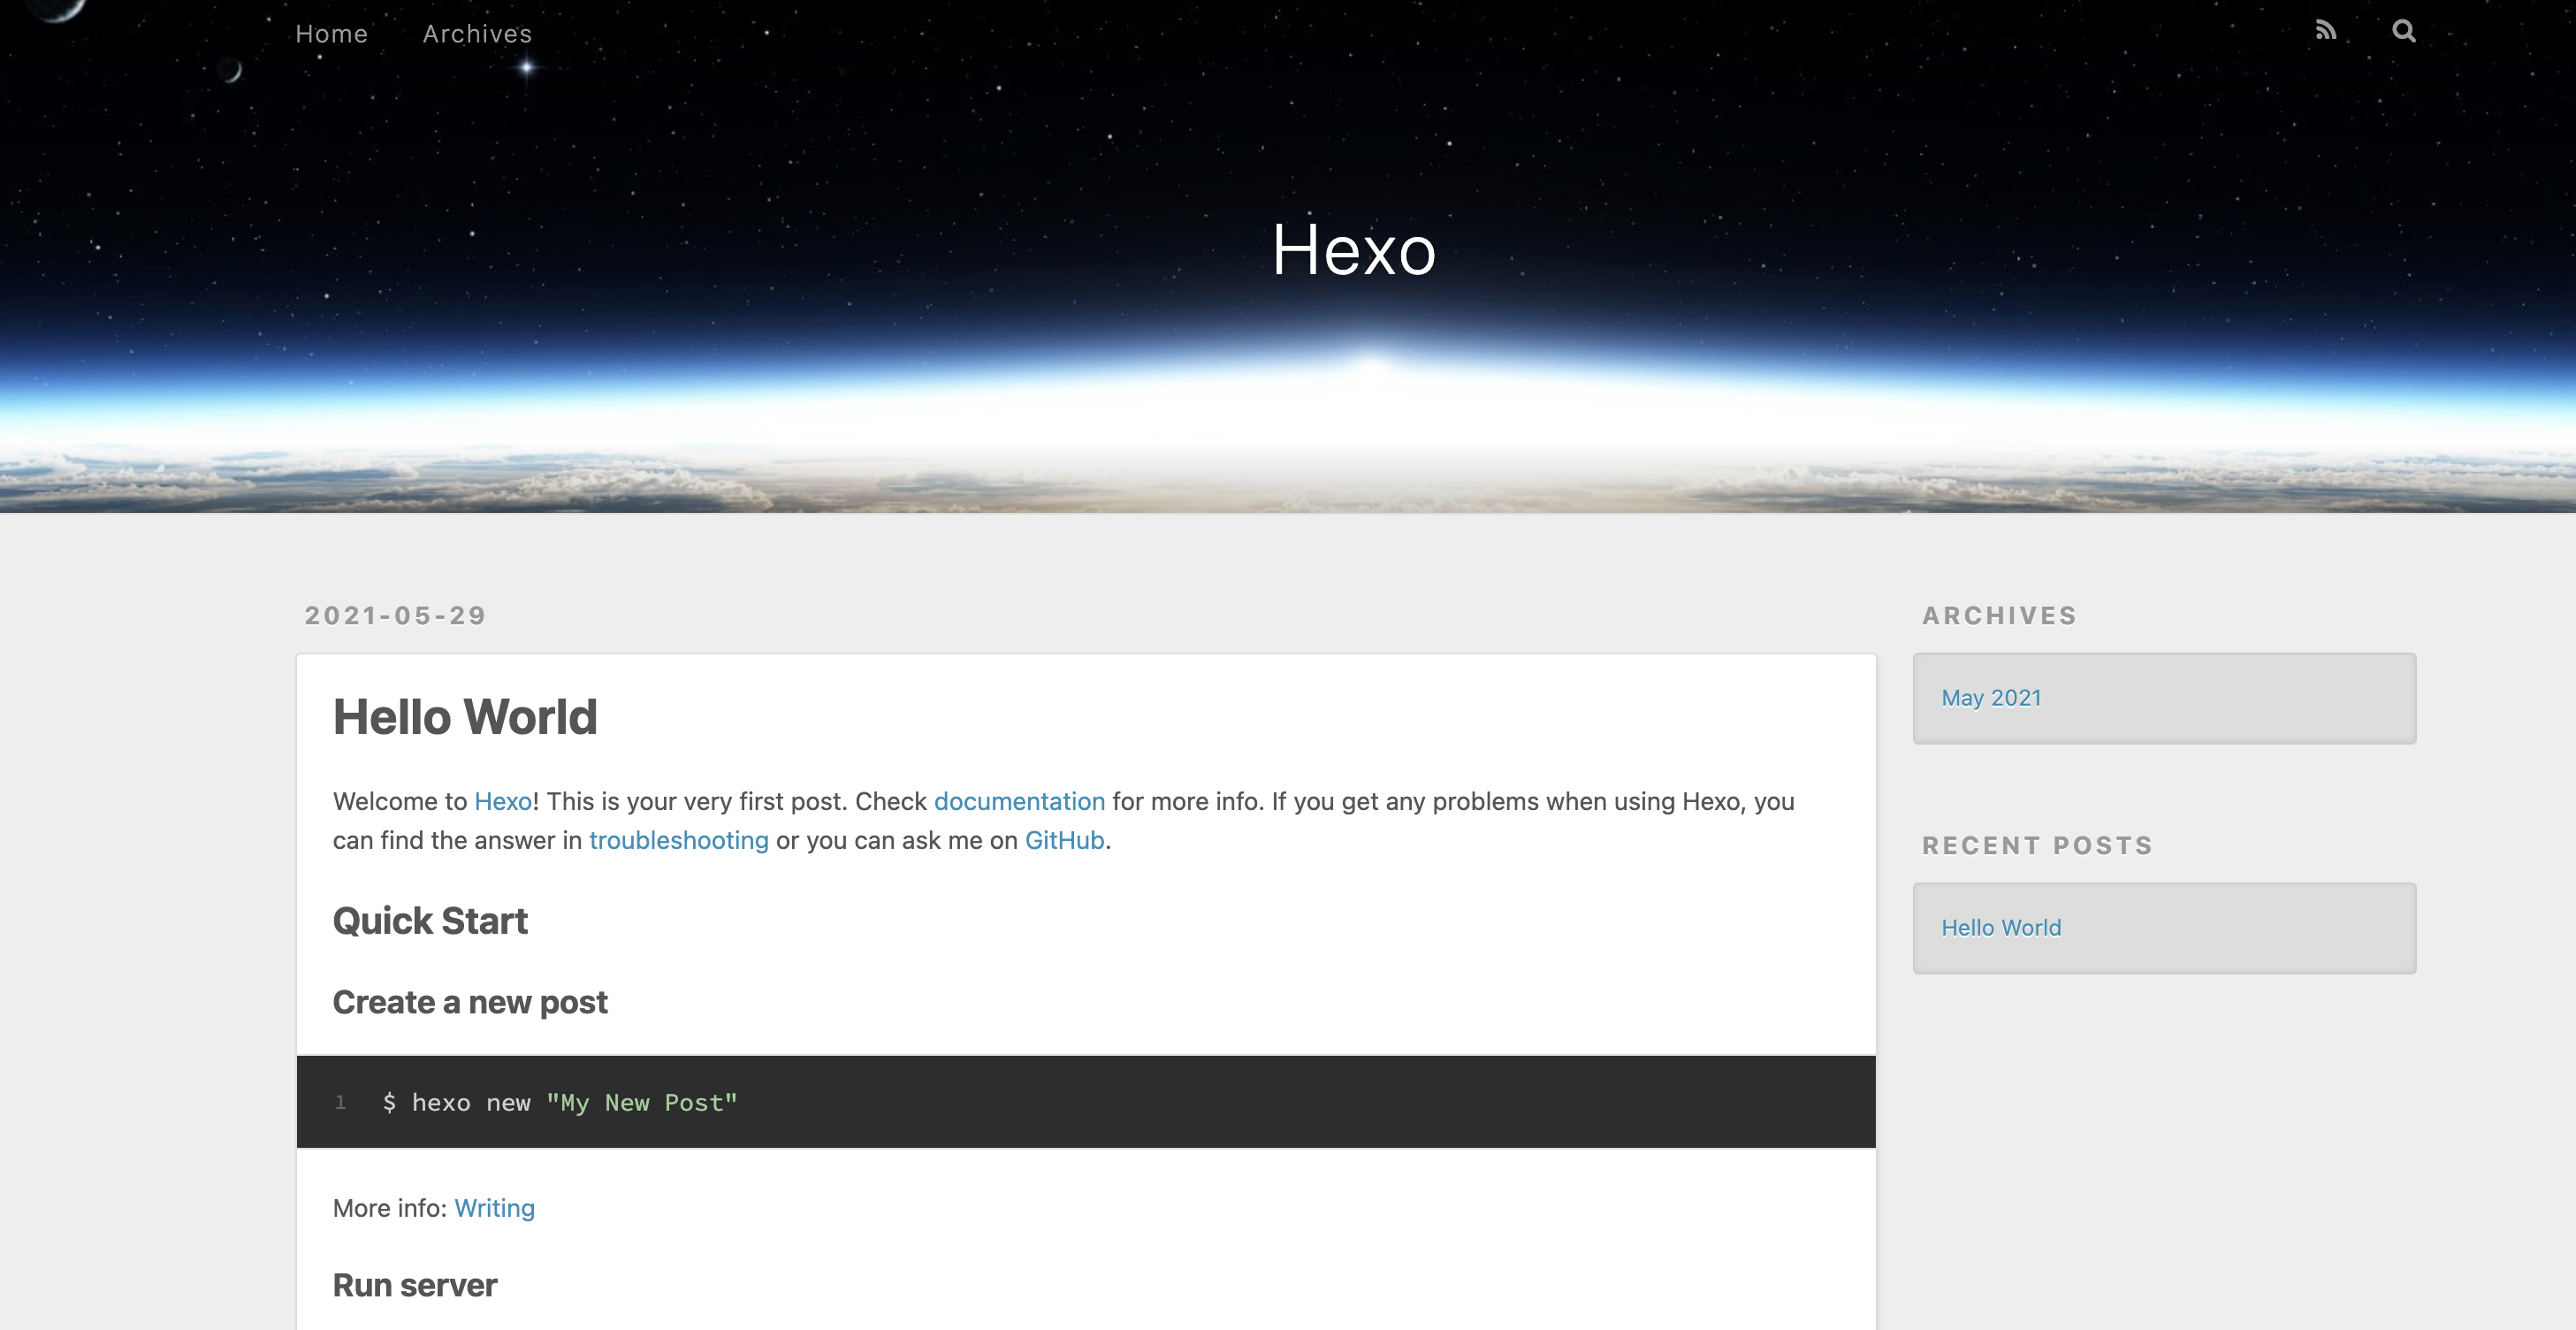 Home Archives
Hexo
2021-05-29
Hello World
Welcome to Hexo! This is your very first post. Check documentation for more info. If you get any problems when using Hexo, you
can find the answer in troubleshooting or you can ask me on GitHub.
Quick Start
Create a new post
1 $ hexo new "My New Post"
More info: Writing
Run server
ARCHIVES
May 2021
RECENT POSTS
Hello World